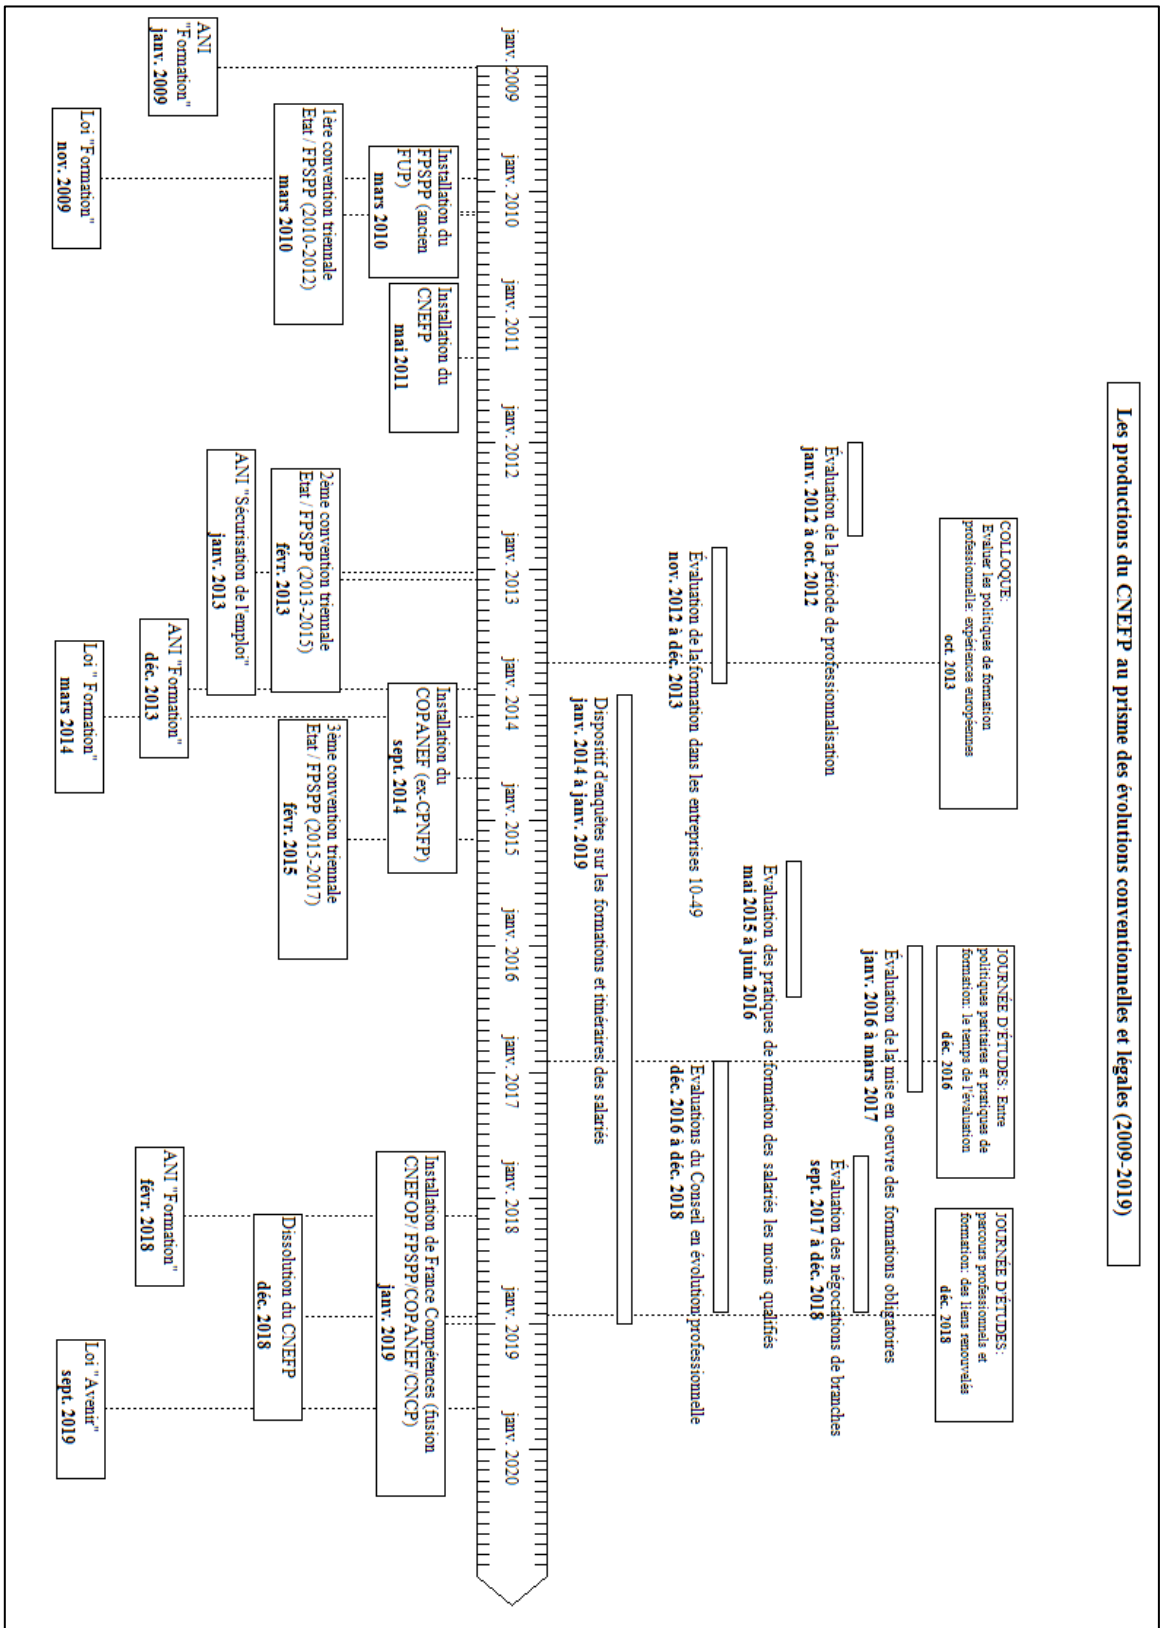 Les productions du CNEFP au prisme des évolutions conventionnelles et légales (2009-2019)
COLLOQUE:
Evaluer les politiques de formation
professionnelle: expériences européennes
oct. 2013
JOURNÉE D'ÉTUDES: Entre
politiques paritaires et pratiques de
formation: le temps de l'évaluation
déc. 2016
JOURNÉE D'ÉTUDES:
parcours professionnels et
formation: des liens renouvelés
déc. 2018
Évaluation de la mise en oeuvre des formations obligatoires
janv. 2016 à mars 2017
Évaluation de la période de professionnalisation
janv. 2012 à oct. 2012
Évaluation des négociations de branches
sept. 2017 à déc. 2018
Evaluation des pratiques de formation des salariés les moins qualifiés
mai 2015 à juin 2016
Évaluation de la formation dans les entreprises 10-49
nov. 2012 à déc. 2013
Evaluations du Conseil en évolution professionnelle
déc. 2016 à déc. 2018
Dispositif d'enquêtes sur les formations et itinéraires des salariés
janv. 2014 à janv. 2019
janv. 2009
janv. 2010
janv. 2011
janv. 2012
janv. 2013
janv. 2014
janv. 2015
janv. 2016
janv. 2017
janv. 2018
janv. 2019
janv. 2020
Installation du
FPSPP (ancien
FUP)
mars 2010
Installation du
CNEFP
mai 2011
Installation du
COPANEF (ex-CPNFP)
sept. 2014
Installation de France Compétences (fusion
CNEFOP/ FPSPP/COPANEF/CNCP)
janv. 2019
1ère convention triennale
Etat / FPSPP (2010-2012)
mars 2010
2ème convention triennale
Etat / FPSPP (2013-2015)
févr. 2013
3ème convention triennale
Etat / FPSPP (2015-2017)
févr. 2015
Dissolution du CNEFP
déc. 2018
ANI
"Formation"
janv. 2009
ANI "Sécurisation de l'emploi"
janv. 2013
ANI "Formation"
déc. 2013
ANI "Formation"
févr. 2018
Loi "Formation"
nov. 2009
Loi " Formation"
mars 2014
Loi "Avenir"
sept. 2019